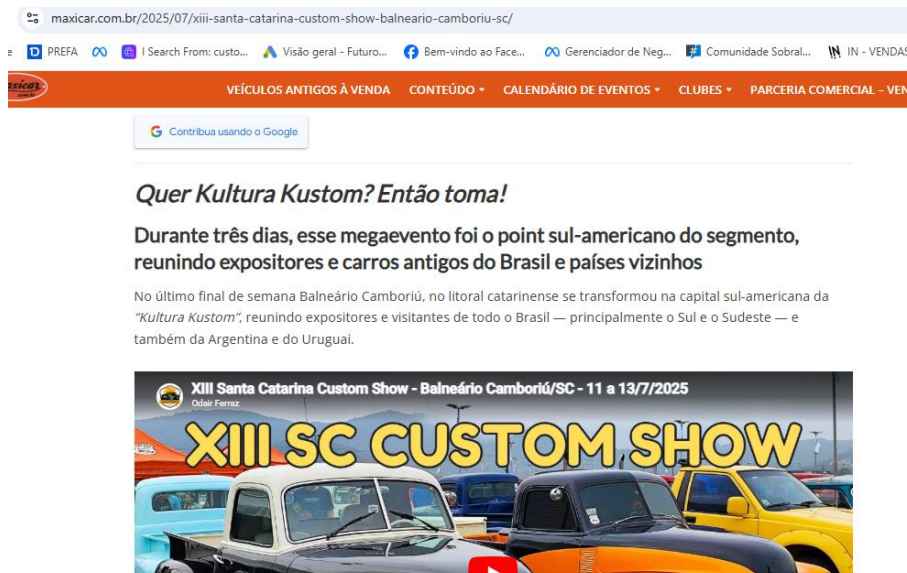 maxicar.com.br/2025/07/xiii-santa-catarina-custom-show-balneario-camboriu-sc/
PREFA I Search From: custo... Visão geral - Futuro... Bem-vindo ao Face... Gerenciador de Neg... Comunidade Sobral... IN - VENDAS
VEÍCULOS ANTIGOS À VENDA CONTEÚDO CALENDÁRIO DE EVENTOS CLUBES PARCERIA COMERCIAL – VEN
Contribua usando o Google
Quer Kultura Kustom? Então toma!
Durante três dias, esse megaevento foi o point sul-americano do segmento,
reunindo expositores e carros antigos do Brasil e países vizinhos
No último final de semana Balneário Camboriú, no litoral catarinense se transformou na capital sul-americana da
"Kultura Kustom", reunindo expositores e visitantes de todo o Brasil — principalmente o Sul e o Sudeste — e
também da Argentina e do Uruguai.
XIII Santa Catarina Custom Show - Balneário Camboriú/SC - 11 a 13/7/2025
Odair Ferraz
XIII SC CUSTOM SHOW